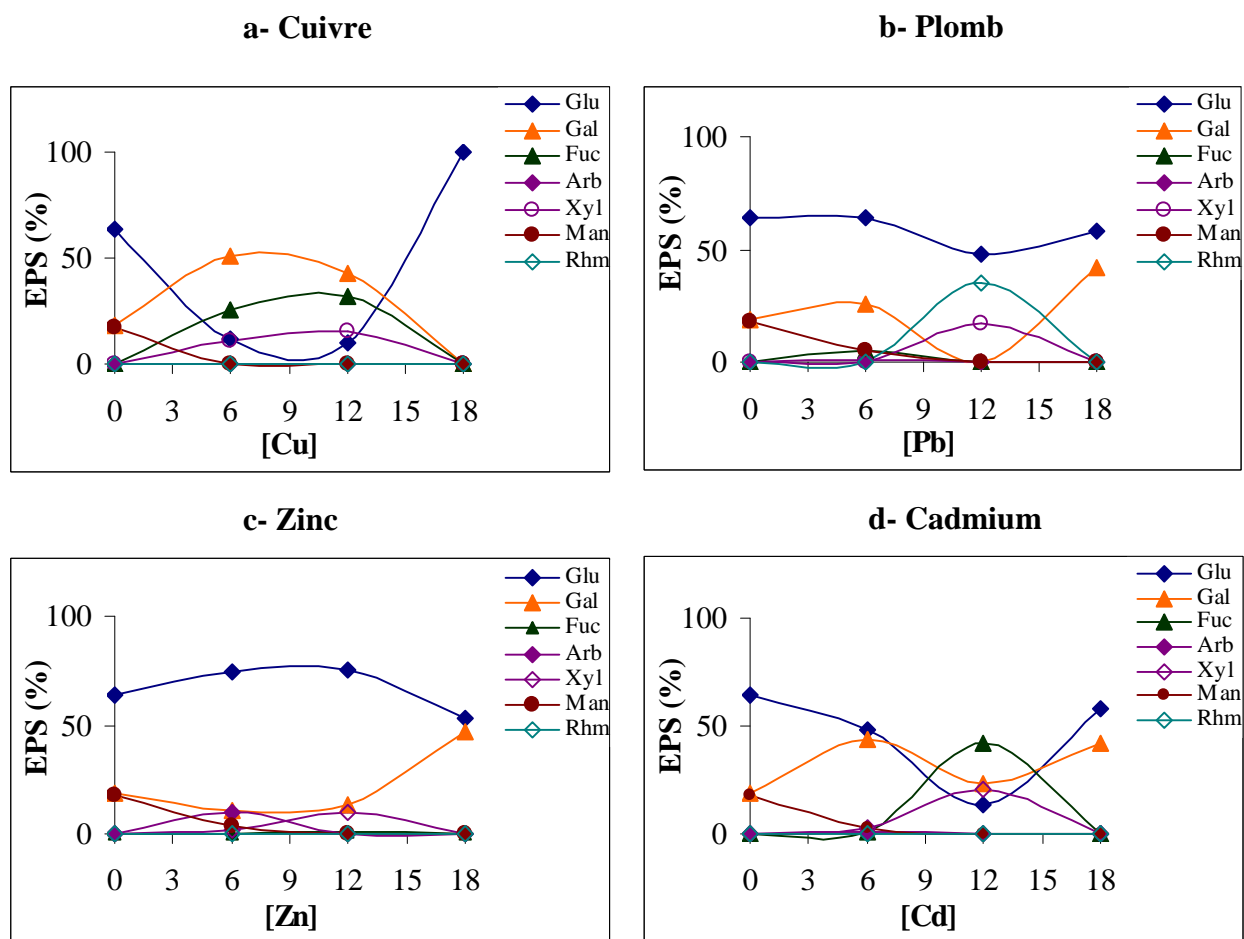 a- Cuivre
b- Plomb
EPS (%)
100
50
0
0 3 6 9 12 15 18
[Cu]
Glu
Gal
Fuc
Arb
Xyl
Man
Rhm
EPS (%)
100
50
0
0 3 6 9 12 15 18
[Pb]
Glu
Gal
Fuc
Arb
Xyl
Man
Rhm
c- Zinc
d- Cadmium
EPS (%)
100
50
0
0 3 6 9 12 15 18
[Zn]
Glu
Gal
Fuc
Arb
Xyl
Man
Rhm
EPS (%)
100
50
0
0 3 6 9 12 15 18
[Cd]
Glu
Gal
Fuc
Arb
Xyl
Man
Rhm